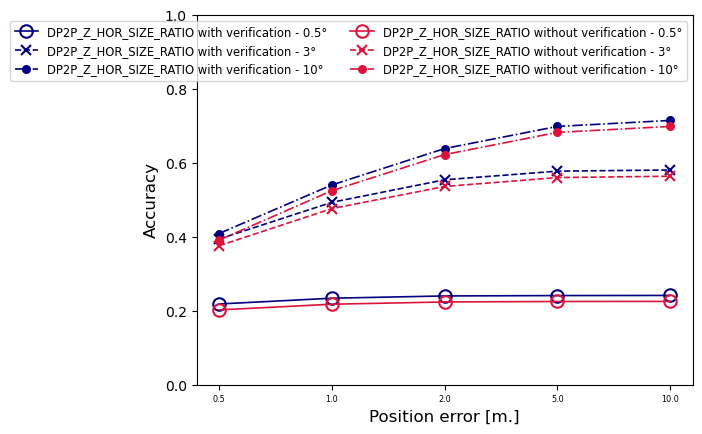 1.0
DP2P_Z_HOR_SIZE_RATIO with verification - 0.5°
DP2P_Z_HOR_SIZE_RATIO with verification - 3°
DP2P_Z_HOR_SIZE_RATIO with verification - 10°
DP2P_Z_HOR_SIZE_RATIO without verification - 0.5°
DP2P_Z_HOR_SIZE_RATIO without verification - 3°
DP2P_Z_HOR_SIZE_RATIO without verification - 10°
0.8
0.6
0.4
0.2
0.0
Accuracy
0.5 1.0 2.0 5.0 10.0
Position error [m.]